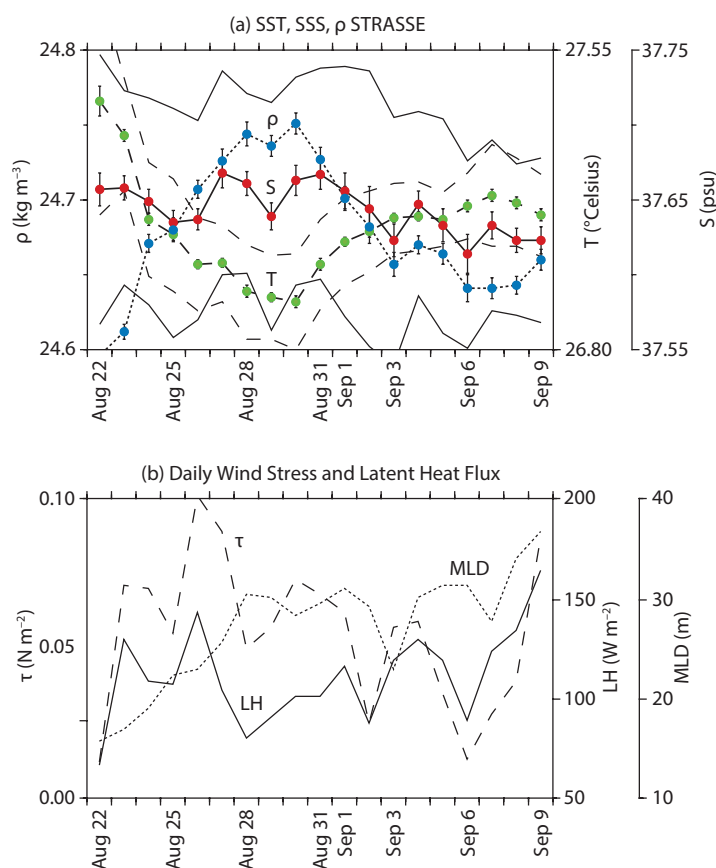 (a) SST, SSS, ρ STRASSE
24.8
24.7
24.6
ρ (kg m⁻³)
27.55
26.80
T (°Celsius)
37.75
37.65
37.55
S (psu)
ρ
S
T
Aug 22
Aug 25
Aug 28
Aug 31
Sep 1
Sep 3
Sep 6
Sep 9
(b) Daily Wind Stress and Latent Heat Flux
0.10
0.05
0.00
τ (N m⁻²)
200
150
100
50
LH (W m⁻²)
40
30
20
10
MLD (m)
τ
MLD
LH
Aug 22
Aug 25
Aug 28
Aug 31
Sep 1
Sep 3
Sep 6
Sep 9